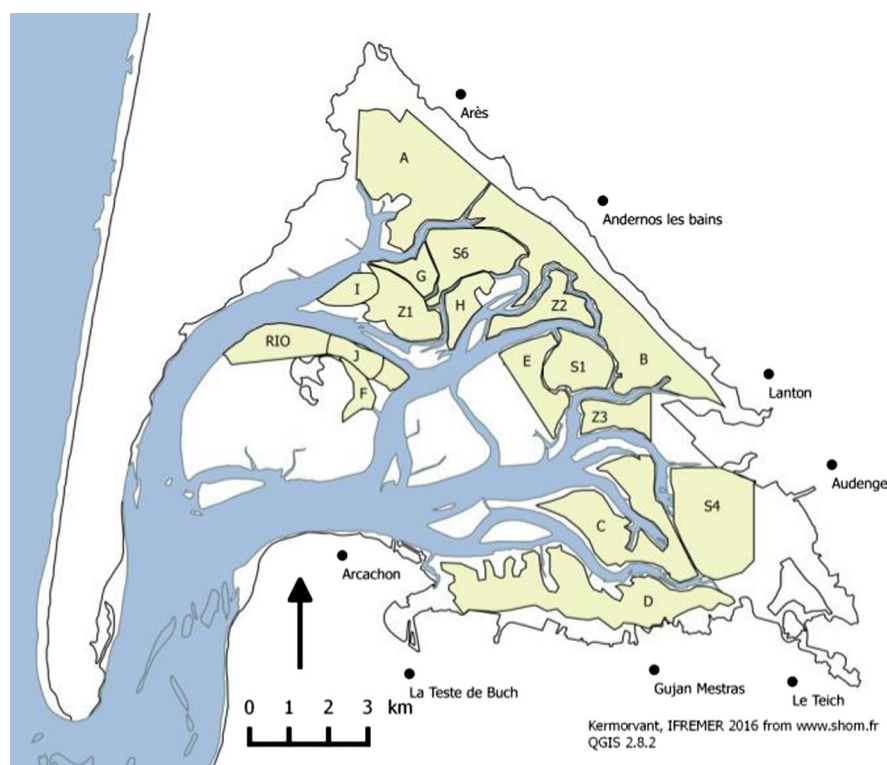 Arès
A
Andernos les bains
S6
G
I
H
Z1
Z2
RIO
J
E
S1
B
F
Lanton
Z3
Audenge
S4
C
Arcachon
D
La Teste de Buch
Gujan Mestras
Le Teich
0 1 2 3 km
Kermorvant, IFREMER 2016 from www.shom.fr
QGIS 2.8.2